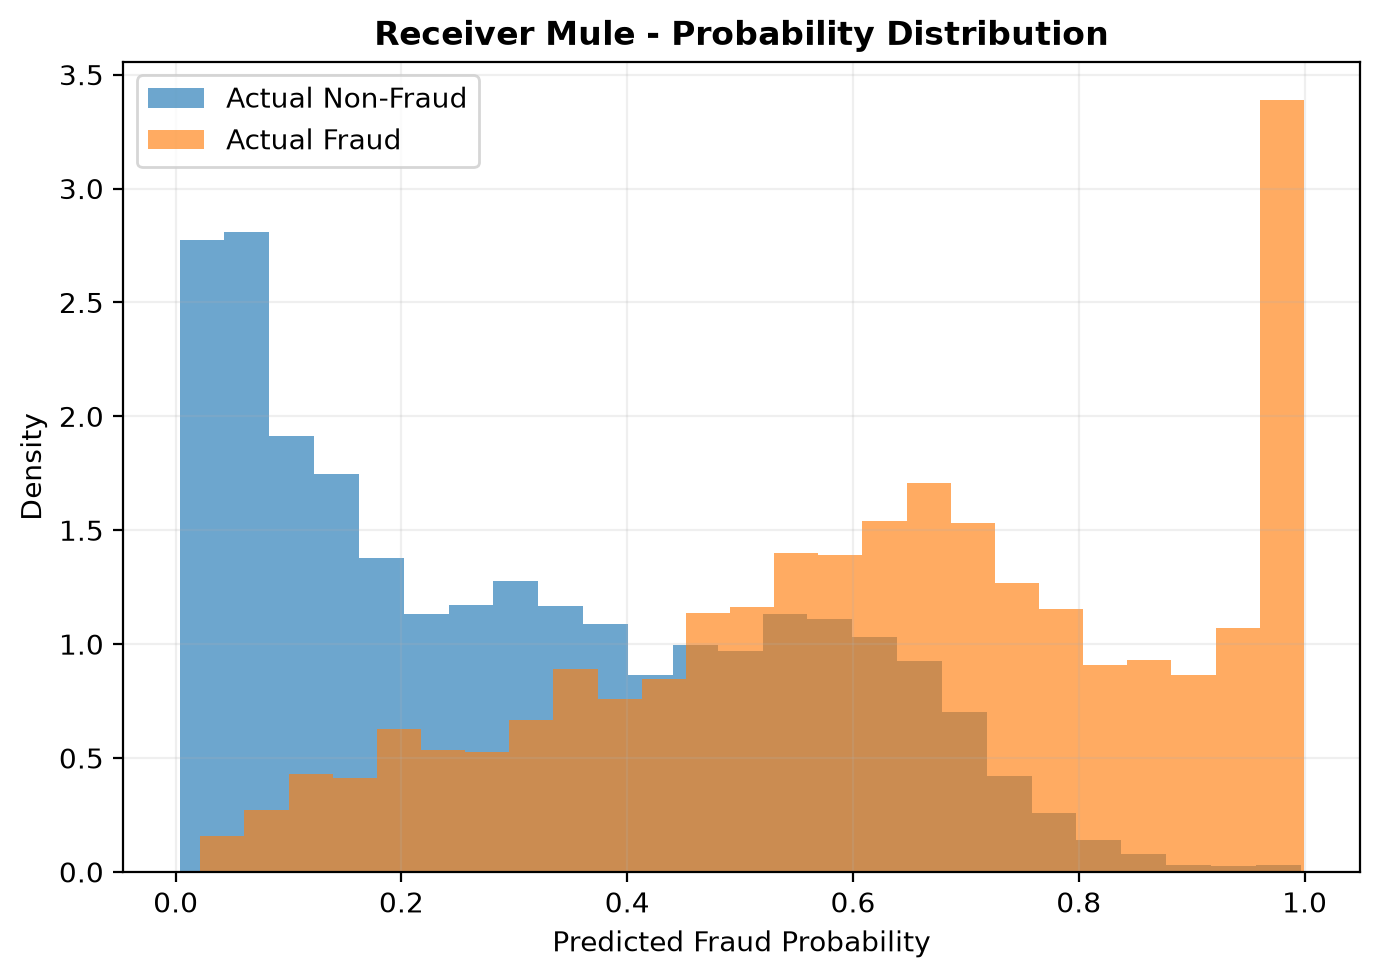 Receiver Mule - Probability Distribution
Actual Non-Fraud
Actual Fraud
3.5
3.0
2.5
2.0
1.5
1.0
0.5
0.0
Density
0.0 0.2 0.4 0.6 0.8 1.0
Predicted Fraud Probability